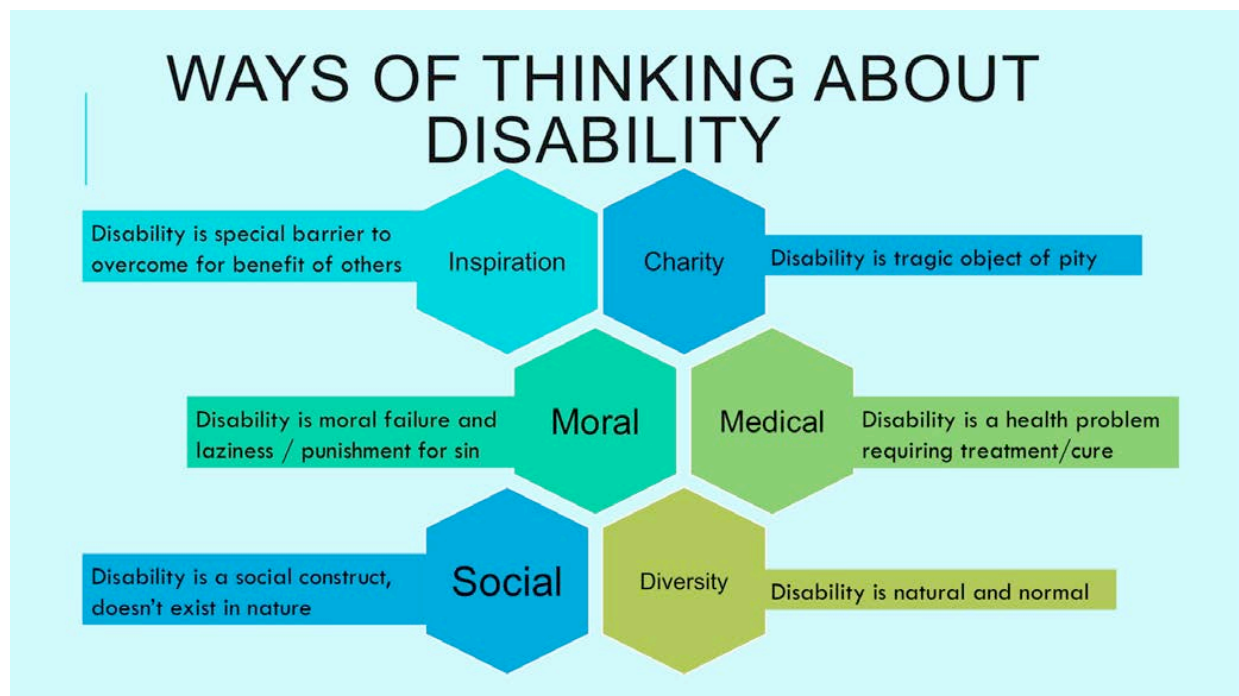 WAYS OF THINKING ABOUT
DISABILITY
Disability is special barrier to
overcome for benefit of others
Inspiration
Charity
Disability is tragic object of pity
Disability is moral failure and
laziness / punishment for sin
Moral
Medical
Disability is a health problem
requiring treatment/cure
Disability is a social construct,
doesn’t exist in nature
Social
Diversity
Disability is natural and normal